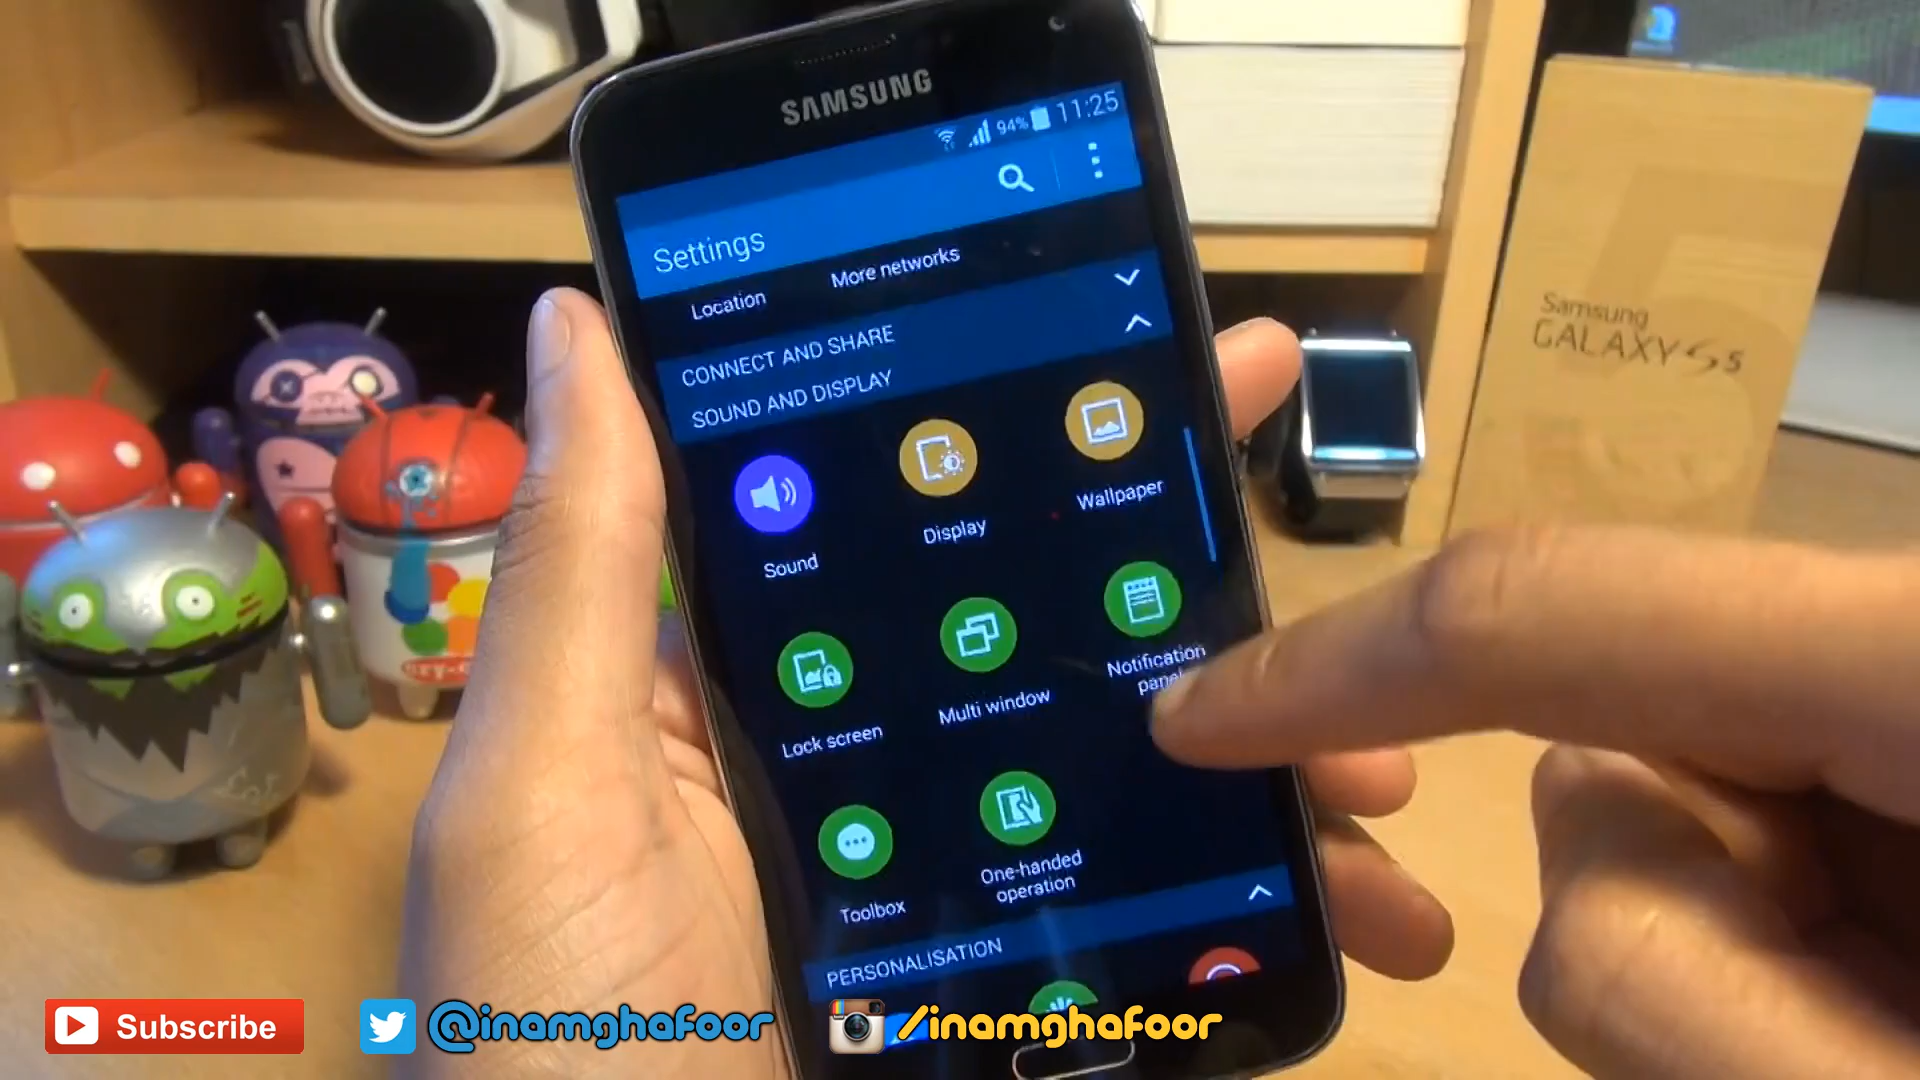 SAMSUNG
94% 11:25
Settings
Location
More networks
CONNECT AND SHARE
SOUND AND DISPLAY
Sound
Display
Wallpaper
Lock screen
Multi window
Notification
Toolbox
One-handed
operation
PERSONALISATION
Samsung
GALAXY S5
Subscribe
@inamghafoor
/inamghafoor